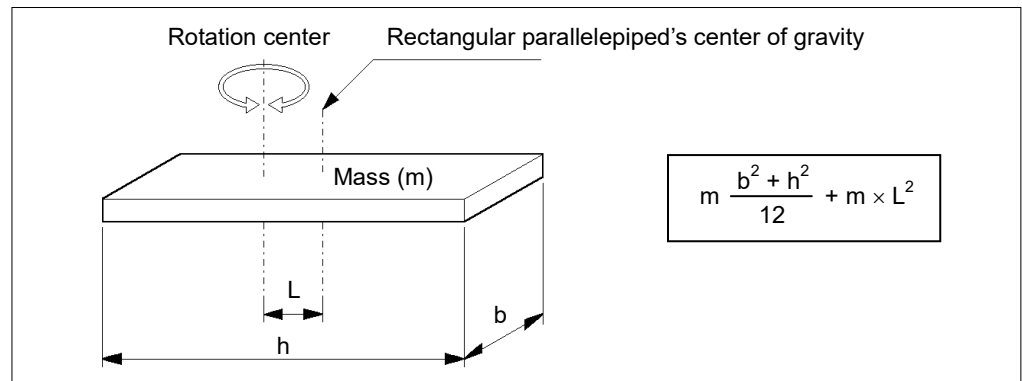 Rotation center
Rectangular parallelepiped's center of gravity
Mass (m)
m (b² + h²)/12 + m × L²
L
b
h